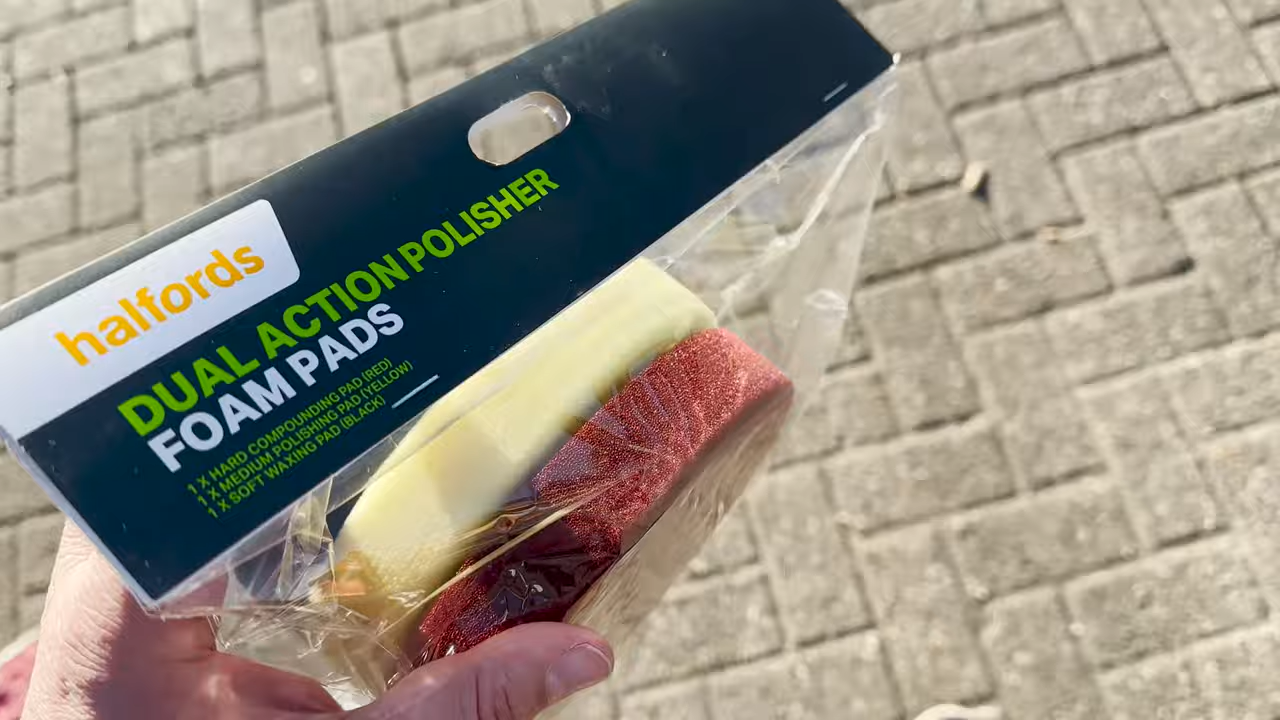 halfords
DUAL ACTION POLISHER
FOAM PADS
1 X HARD COMPOUNDING PAD (RED)
1 X MEDIUM POLISHING PAD (YELLOW)
1 X SOFT WAXING PAD (BLACK)